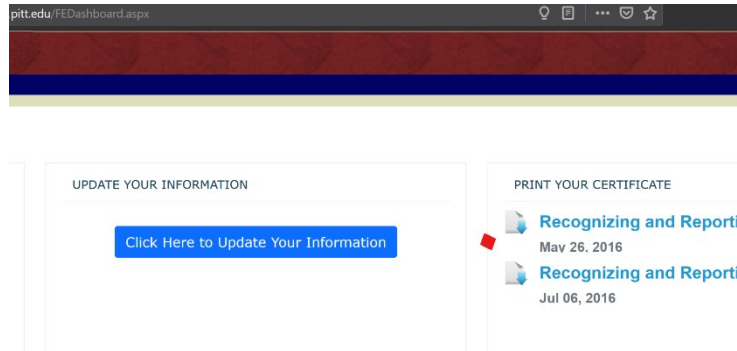 .pitt.edu/FEDashboard.aspx
UPDATE YOUR INFORMATION
Click Here to Update Your Information
PRINT YOUR CERTIFICATE
Recognizing and Reporti
May 26, 2016
Recognizing and Reporti
Jul 06, 2016